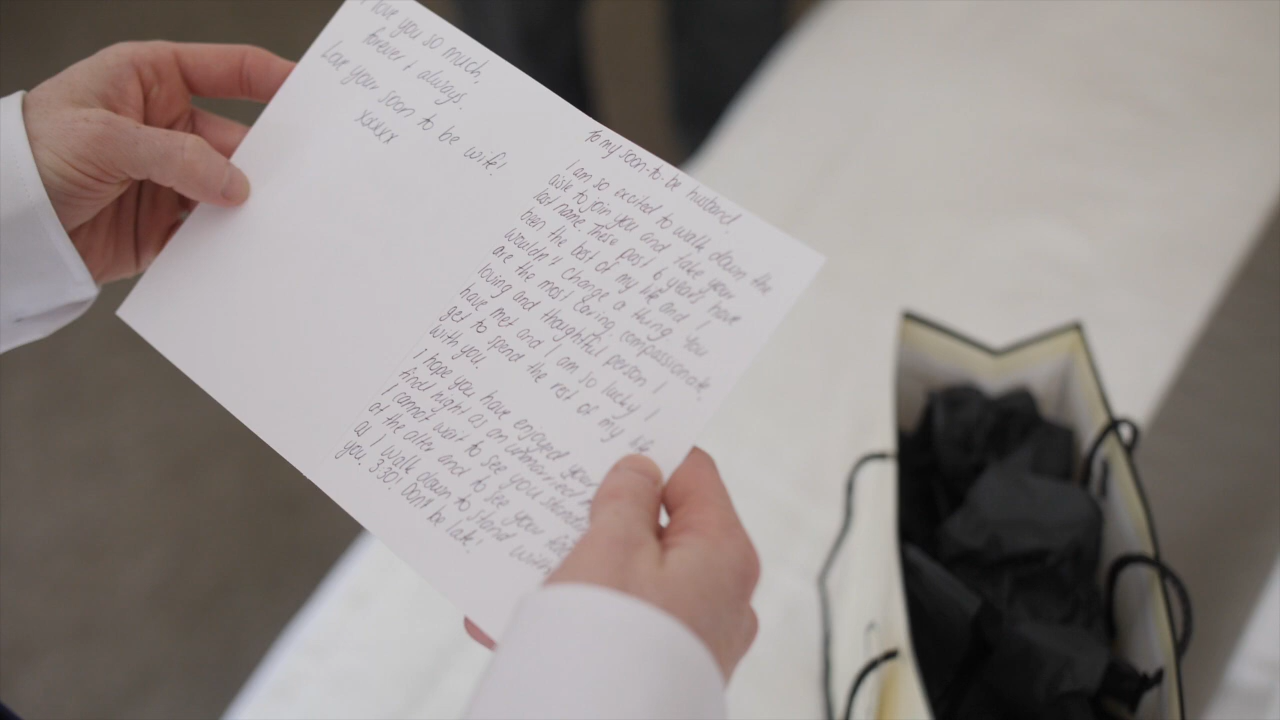 To my soon-to-be husband,
I am so excited to walk down the
aisle to join you and take your
last name. These past 6 years have
been the best of my life and I
wouldn't change a thing. You
are the most caring, compassionate,
loving and thoughtful person I
have met and I am so lucky I
get to spend the rest of my life
with you.
I hope you have enjoyed your
final night as an unmarried
I cannot wait to see you standing
at the alter and to see your face
as I walk down to stand with
you. 3:30! Don't be late!
I love you so much,
forever & always.
Love your soon to be wife!
xxxxx